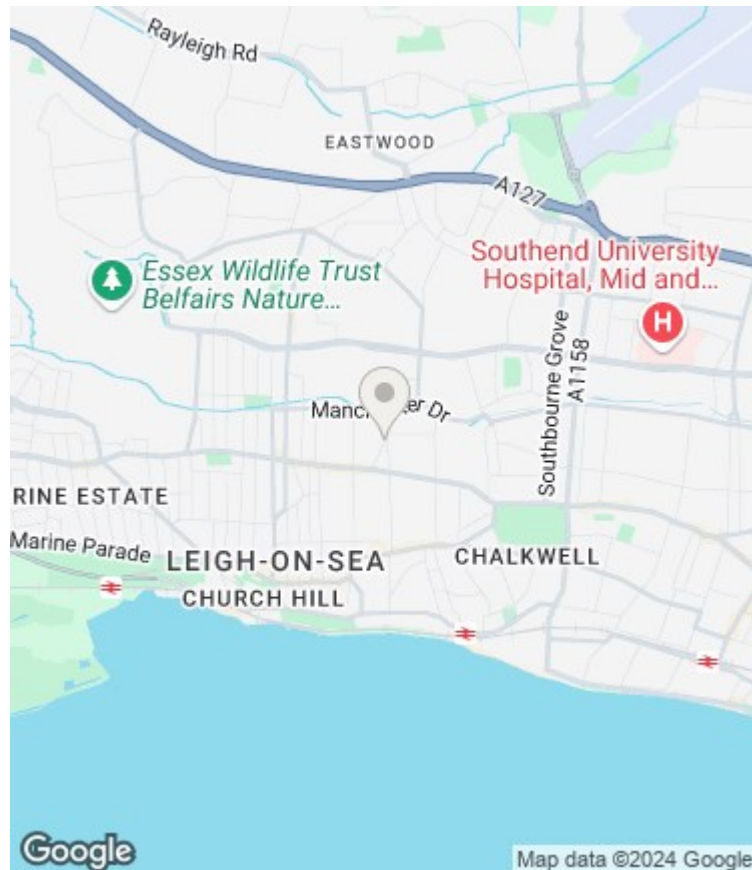 Rayleigh Rd
EASTWOOD
A127
Southend University
Hospital, Mid and...
H
Essex Wildlife Trust
Belfairs Nature...
Southbourne Grove
A1158
Dr
RINE ESTATE
Marine Parade
LEIGH-ON-SEA
CHALKWELL
CHURCH HILL
Google
Map data ©2024 Google